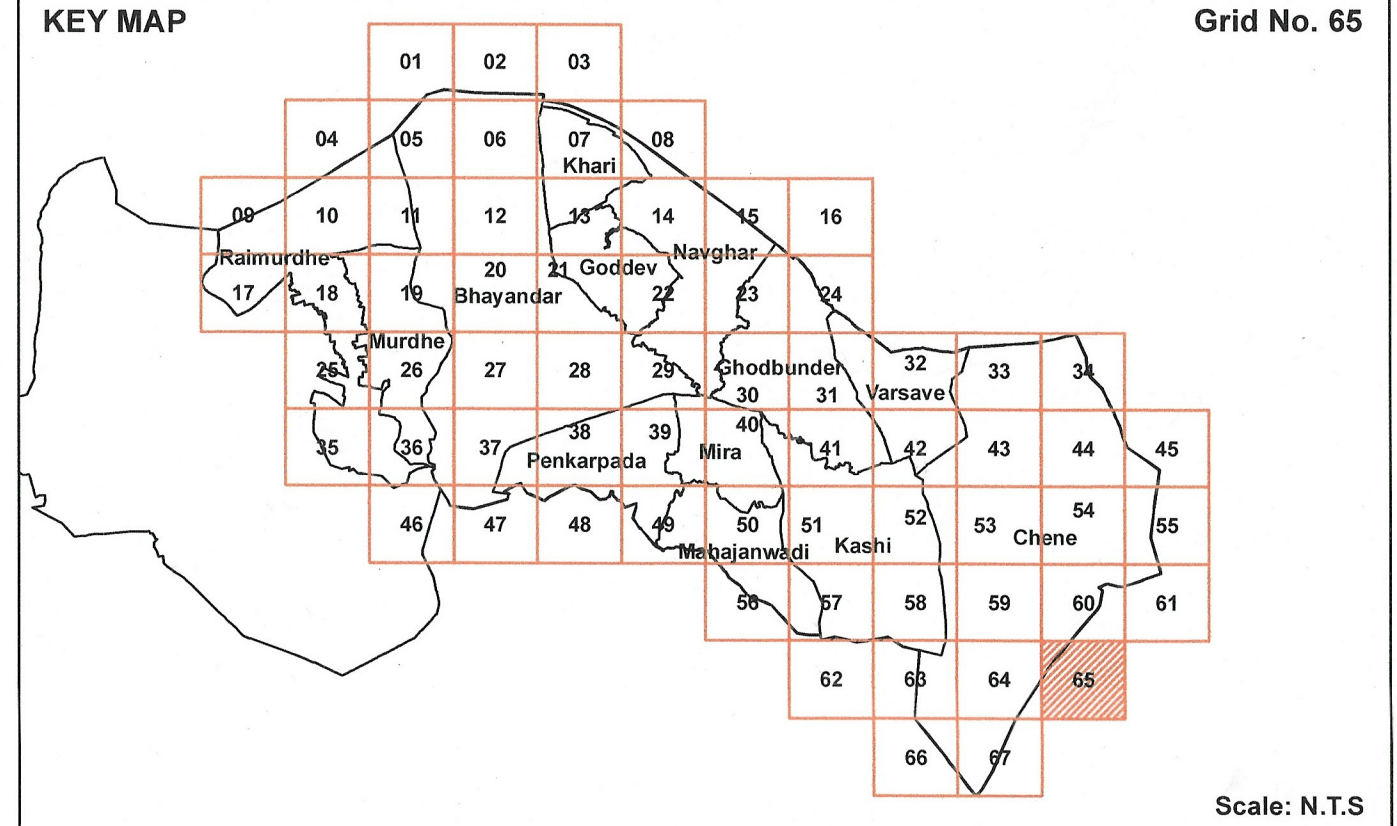 KEY MAP
Grid No. 65
01 02 03
04 05 06 07 08
Khari
09 10 11 12 13 14 15 16
Navghar
Raimurdhe
20 21 Goddev
17 18 19 Bhayandar 22 23 24
Murdhe
25 26 27 28 29 Ghodbunder 32 33 34
30 31 Varsave
35 36 37 38 39 40 41 42 43 44 45
Penkarpada Mira
46 47 48 49 50 51 52 53 54 55
Mahajanwadi Kashi Chene
56 57 58 59 60 61
62 63 64 65
66 67
Scale: N.T.S